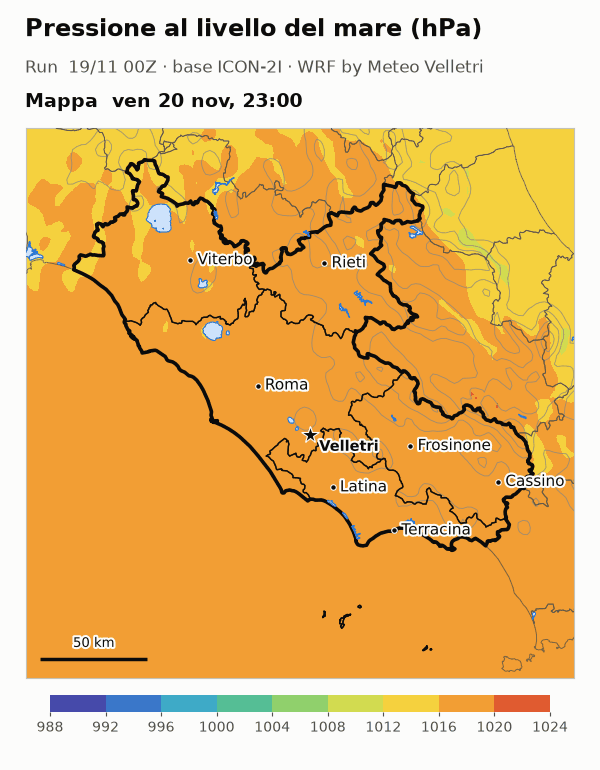 Pressione al livello del mare (hPa)
Run  19/11 00Z · base ICON-2I · WRF by Meteo Velletri
Mappa  ven 20 nov, 23:00
Viterbo
Rieti
Roma
Velletri
Frosinone
Latina
Cassino
Terracina
50 km
988 992 996 1000 1004 1008 1012 1016 1020 1024